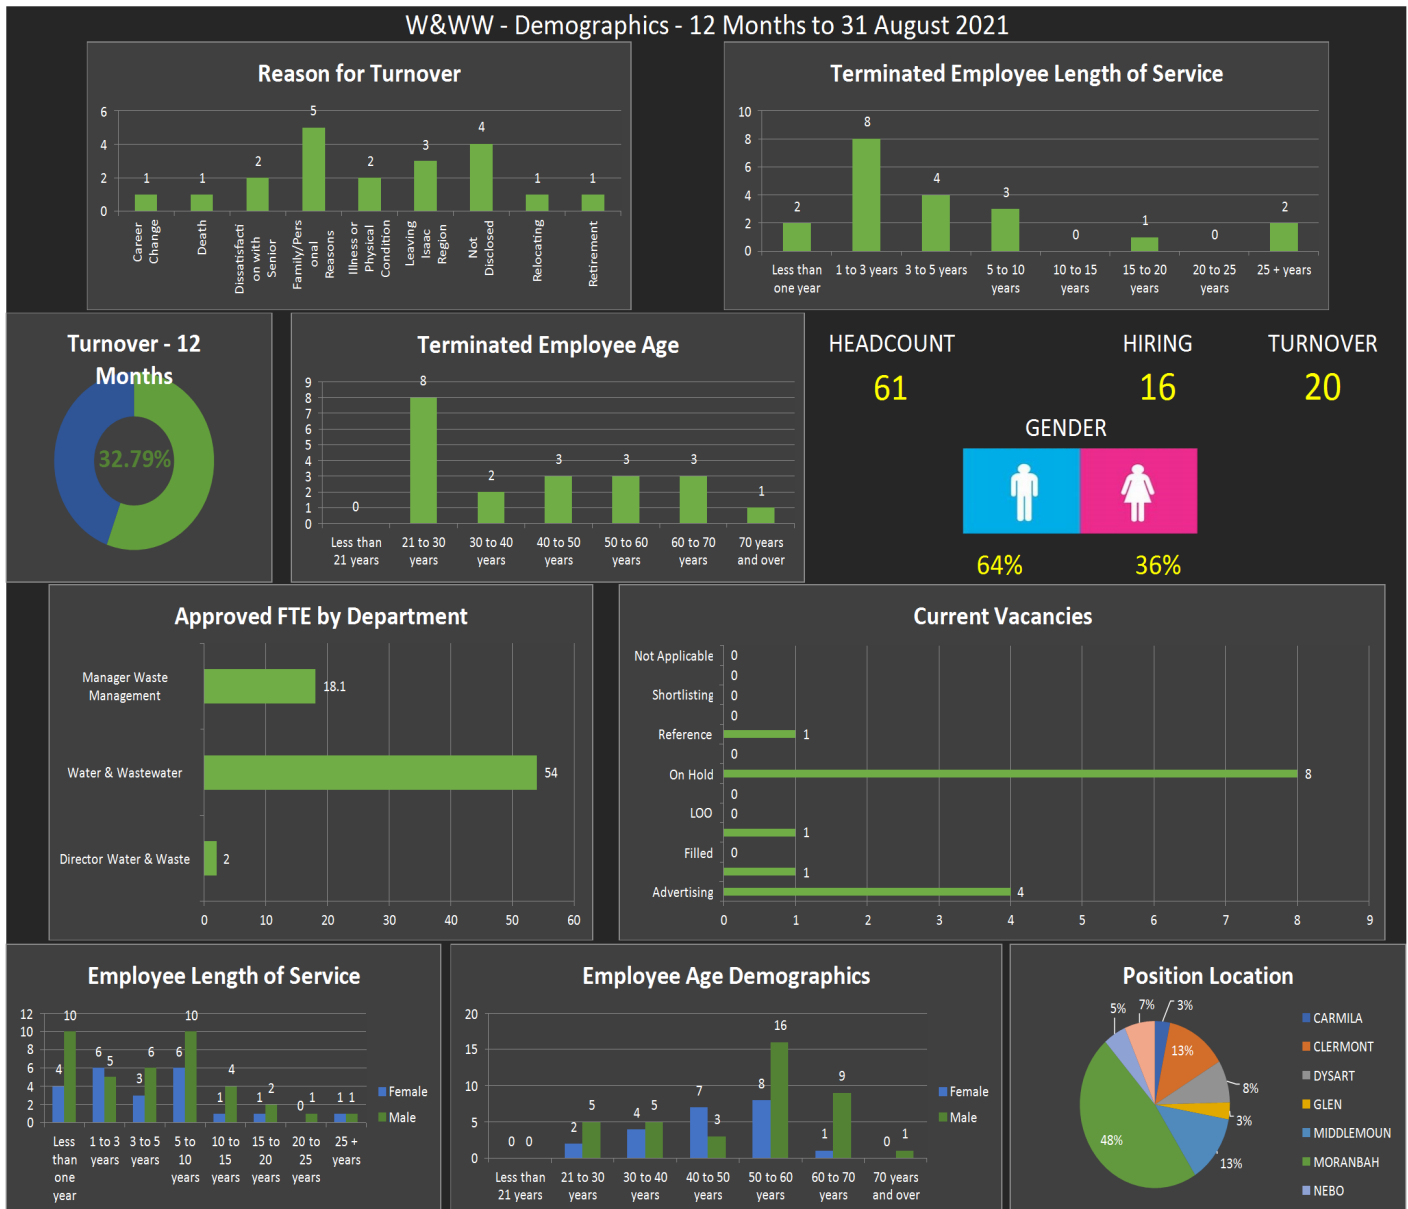 W&WW - Demographics - 12 Months to 31 August 2021
Reason for Turnover
6
4
2
0
1
1
2
5
2
3
4
1
1
Career
Change
Death
Dissatisfacti
on with
Senior
Family/Pers
onal
Reasons
Illness or
Physical
Condition
Leaving
Isaac
Region
Not
Disclosed
Relocating
Retirement
Terminated Employee Length of Service
10
8
6
4
2
0
2
8
4
3
0
1
0
2
Less than
one year
1 to 3 years
3 to 5 years
5 to 10
years
10 to 15
years
15 to 20
years
20 to 25
years
25 + years
Turnover - 12
Months
32.79%
Terminated Employee Age
9
8
7
6
5
4
3
2
1
0
0
8
2
3
3
3
1
Less than
21 years
21 to 30
years
30 to 40
years
40 to 50
years
50 to 60
years
60 to 70
years
70 years
and over
HEADCOUNT
61
HIRING
16
TURNOVER
20
GENDER
64%
36%
Approved FTE by Department
Manager Waste
Management
18.1
Water & Wastewater
54
Director Water & Waste
2
0 10 20 30 40 50 60
Current Vacancies
Not Applicable 0
0
Shortlisting 0
0
Reference 1
0
On Hold 8
0
LOO 0
1
Filled 0
1
Advertising 4
0 1 2 3 4 5 6 7 8 9
Employee Length of Service
12
10
8
6
4
2
0
4 10
6 5
3 6
6 10
1 4
1 2
0 1
1 1
Less
than
one
year
1 to 3
years
3 to 5
years
5 to
10
years
10 to
15
years
15 to
20
years
20 to
25
years
25 +
years
Female
Male
Employee Age Demographics
20
15
10
5
0
0 0
2 5
4 5
7 3
8 16
1 9
0 1
Less than
21 years
21 to 30
years
30 to 40
years
40 to 50
years
50 to 60
years
60 to 70
years
70 years
and over
Female
Male
Position Location
3%
13%
8%
3%
13%
48%
5%
7%
CARMILA
CLERMONT
DYSART
GLEN
MIDDLEMOUN
MORANBAH
NEBO